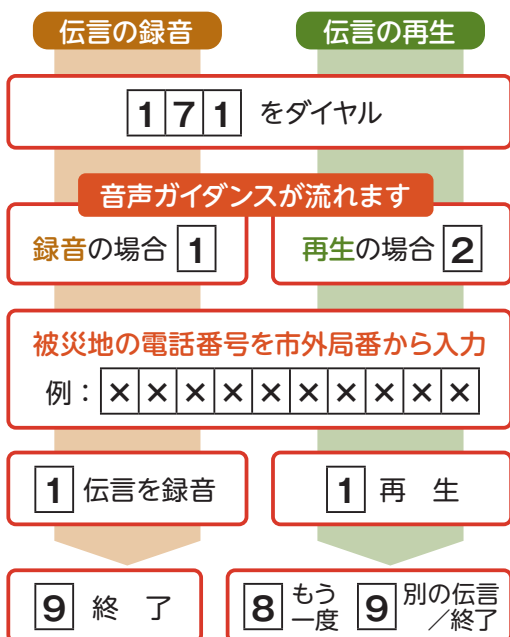 伝言の録音
伝言の再生
171 をダイヤル
音声ガイダンスが流れます
録音の場合 1
再生の場合 2
被災地の電話番号を市外局番から入力
例：××××××××××
1 伝言を録音
1 再 生
9 終 了
8 もう一度 9 別の伝言／終了